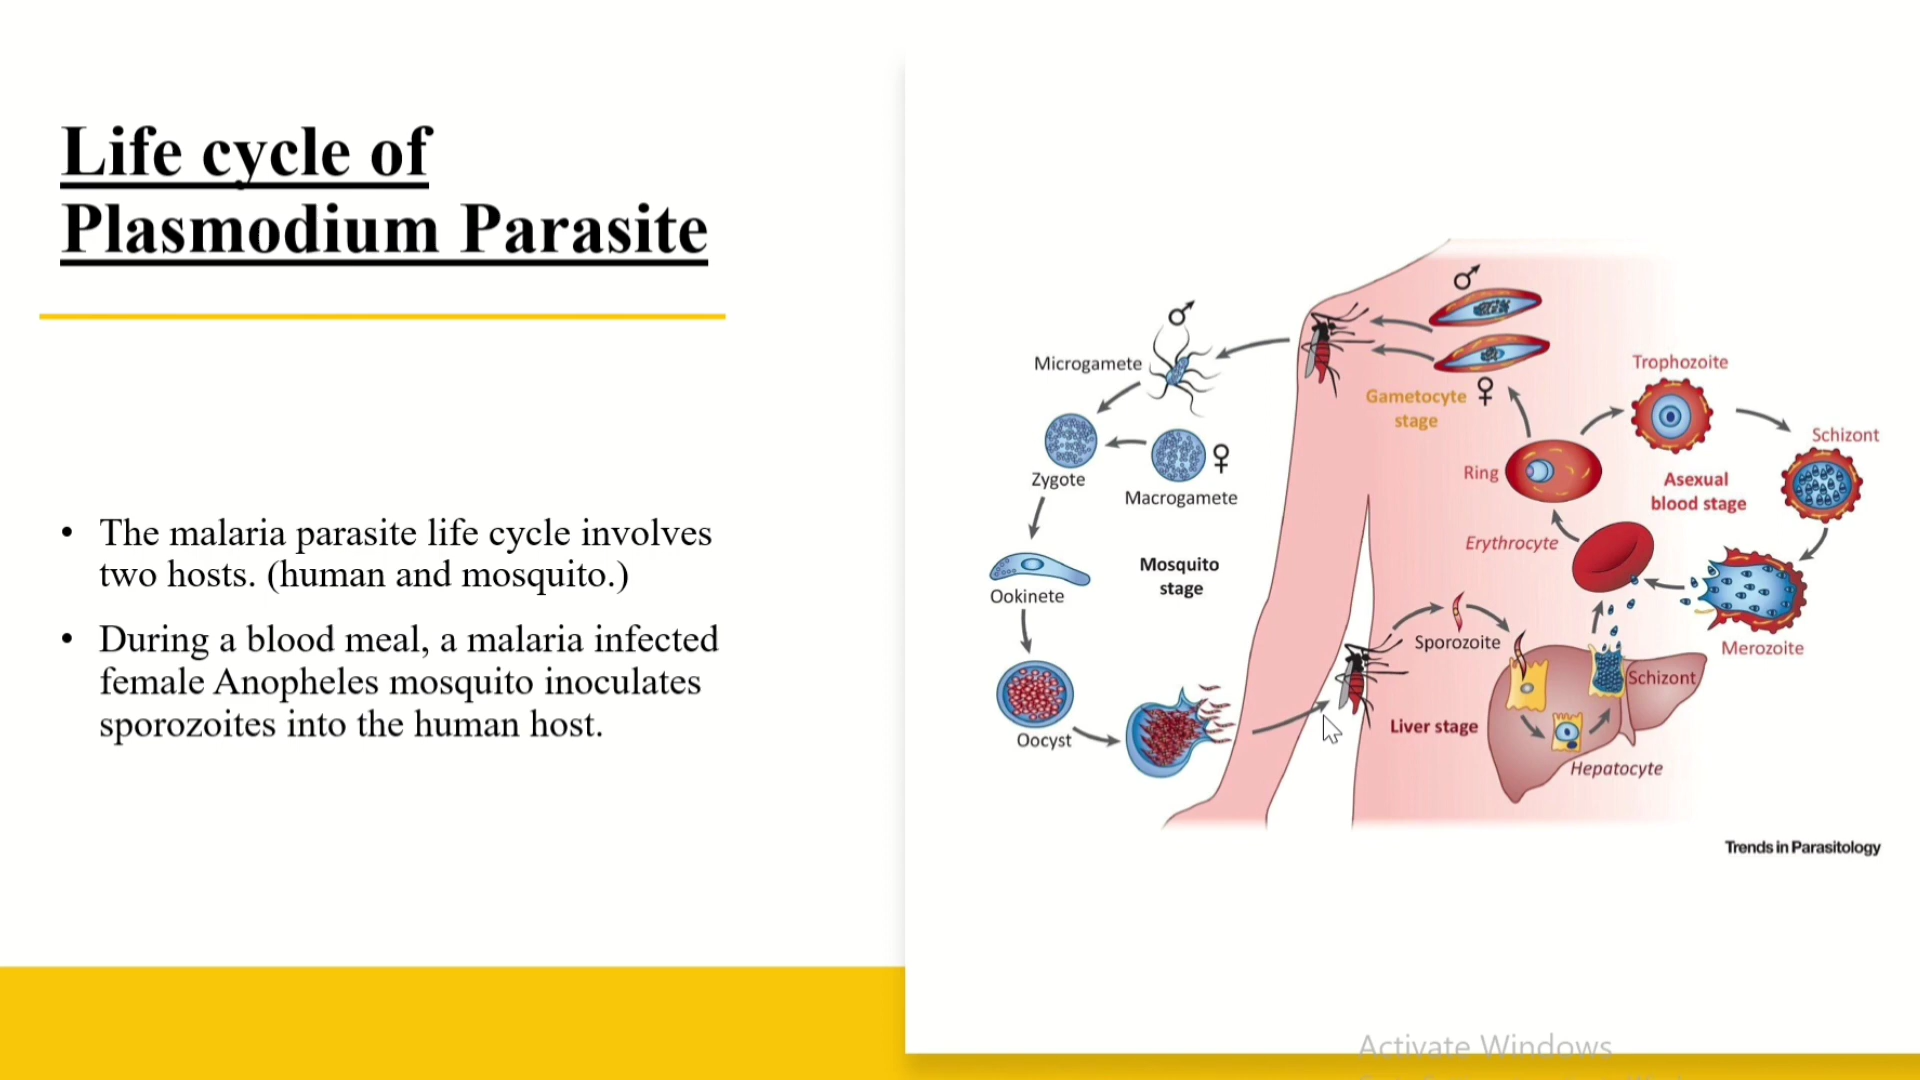 Life cycle of
Plasmodium Parasite
• The malaria parasite life cycle involves
two hosts. (human and mosquito.)
• During a blood meal, a malaria infected
female Anopheles mosquito inoculates
sporozoites into the human host.
♂
♂
Microgamete
Trophozoite
Gametocyte ♀
stage
Schizont
Ring
Asexual
blood stage
♀
Zygote
Macrogamete
Erythrocyte
Mosquito
stage
Ookinete
Sporozoite
Merozoite
Schizont
Liver stage
Oocyst
Hepatocyte
Trends in Parasitology
Activate Windows